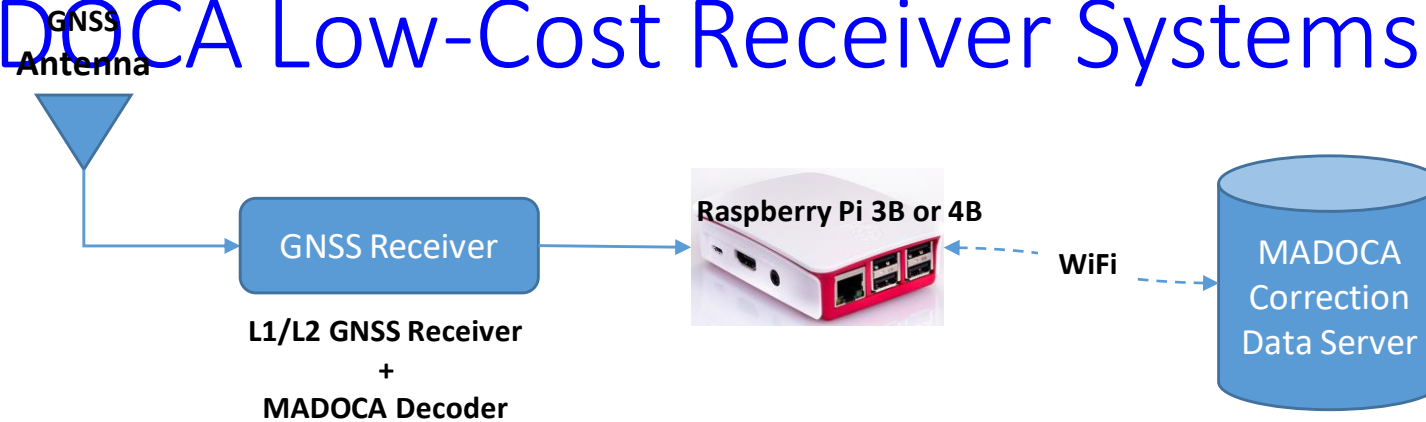 DOCA Low-Cost Receiver Systems
GNSS
Antenna
GNSS Receiver
L1/L2 GNSS Receiver
+
MADOCA Decoder
Raspberry Pi 3B or 4B
WiFi
MADOCA
Correction
Data Server